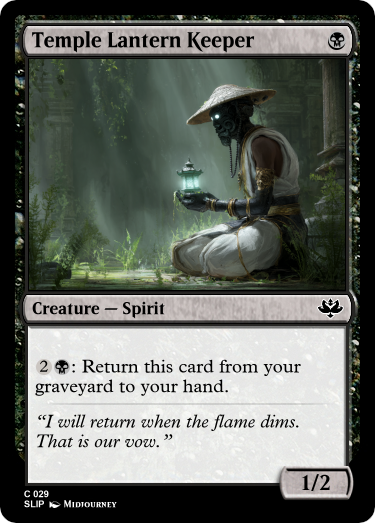 Temple Lantern Keeper
Creature — Spirit
2 : Return this card from your
graveyard to your hand.
“I will return when the flame dims.
That is our vow.”
1/2
C 029
SLIP Midjourney